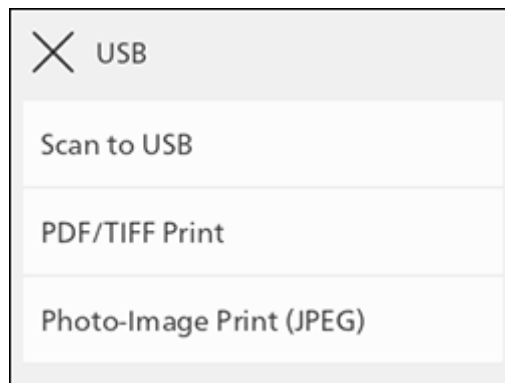 USB
Scan to USB
PDF/TIFF Print
Photo-Image Print (JPEG)